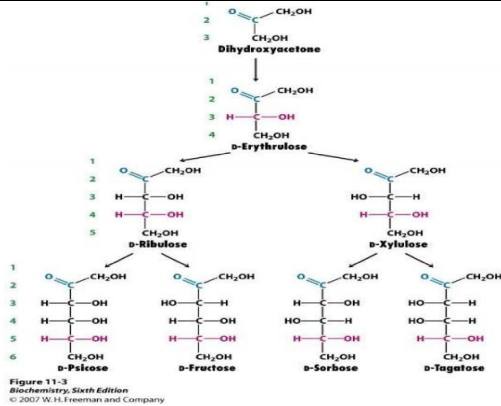 1
O CH₂OH
2 C
3 CH₂OH
Dihydroxyacetone
1
O CH₂OH
2 C
3 H C OH
4 CH₂OH
D-Erythrulose
1
O CH₂OH O CH₂OH
2 C C
3 H C OH HO C H
4 H C OH H C OH
5 CH₂OH CH₂OH
D-Ribulose D-Xylulose
1
O CH₂OH O CH₂OH O CH₂OH O CH₂OH
2 C C C C
3 H C OH HO C H H C OH HO C H
4 H C OH H C OH HO C H HO C H
5 H C OH H C OH H C OH H C OH
6 CH₂OH CH₂OH CH₂OH CH₂OH
D-Psicose D-Fructose D-Sorbose D-Tagatose
Figure 11-3
Biochemistry, Sixth Edition
© 2007 W. H. Freeman and Company